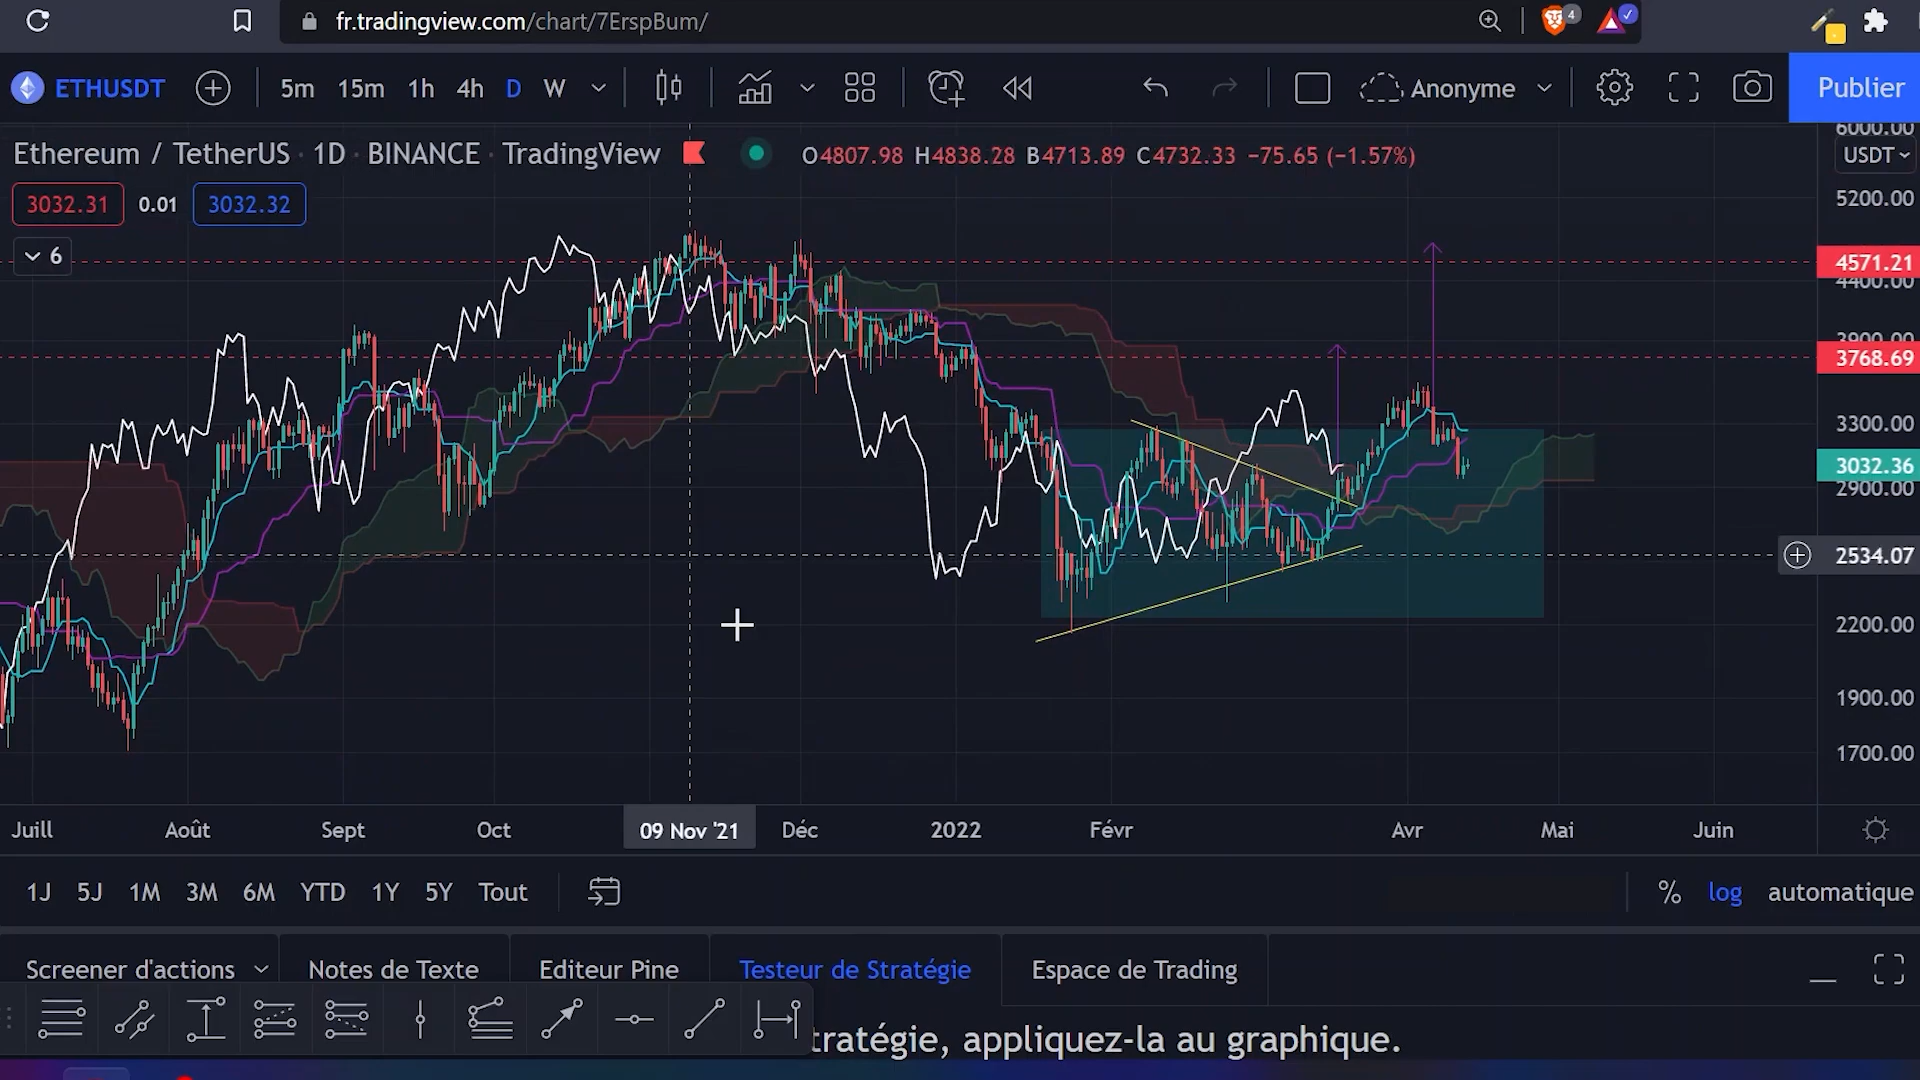 fr.tradingview.com/chart/7ErspBum/
4
ETHUSDT 5m 15m 1h 4h D W Anonyme Publier
Ethereum / TetherUS · 1D · BINANCE · TradingView O4807.98 H4838.28 B4713.89 C4732.33 −75.65 (−1.57%)
3032.31 0.01 3032.32
6
6000.00
USDT
5200.00
4571.21
4400.00
3800.00
3768.69
3300.00
3032.36
2900.00
2534.07
2200.00
1900.00
1700.00
Juill Août Sept Oct 09 Nov '21 Déc 2022 Févr Avr Mai Juin
1J 5J 1M 3M 6M YTD 1Y 5Y Tout % log automatique
Screener d'actions Notes de Texte Editeur Pine Testeur de Stratégie Espace de Trading
tratégie, appliquez-la au graphique.